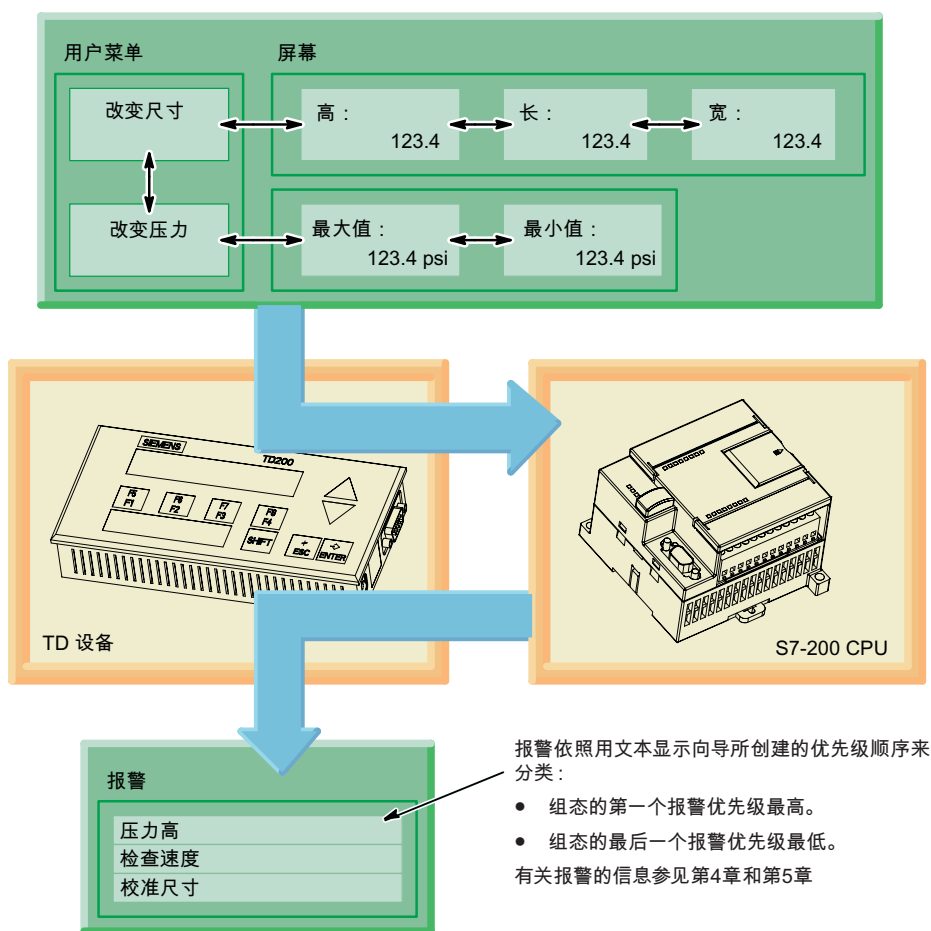 用户菜单
屏幕
改变尺寸
高：
123.4
长：
123.4
宽：
123.4
改变压力
最大值：
123.4 psi
最小值：
123.4 psi
SIEMENS
TD200
F5
F1
F6
F2
F7
F3
F8
F4
SHIFT
ESC
ENTER
TD 设备
S7-200 CPU
报警
压力高
检查速度
校准尺寸
报警依照用文本显示向导所创建的优先级顺序来
分类：
● 组态的第一个报警优先级最高。
● 组态的最后一个报警优先级最低。
有关报警的信息参见第4章和第5章